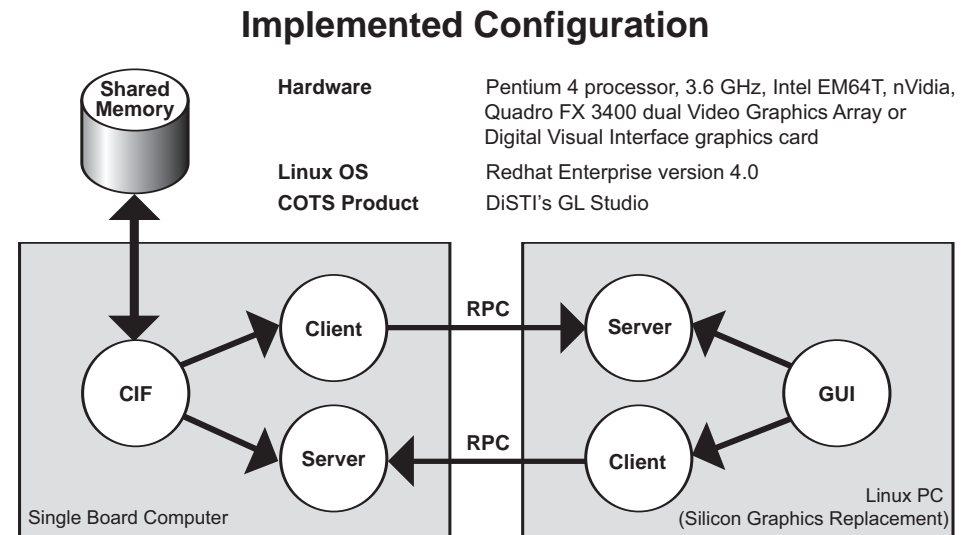 Implemented Configuration
Shared
Memory
Hardware
Pentium 4 processor, 3.6 GHz, Intel EM64T, nVidia,
Quadro FX 3400 dual Video Graphics Array or
Digital Visual Interface graphics card
Linux OS
Redhat Enterprise version 4.0
COTS Product
DiSTI's GL Studio
Client
RPC
Server
CIF
GUI
Server
RPC
Client
Single Board Computer
Linux PC
(Silicon Graphics Replacement)